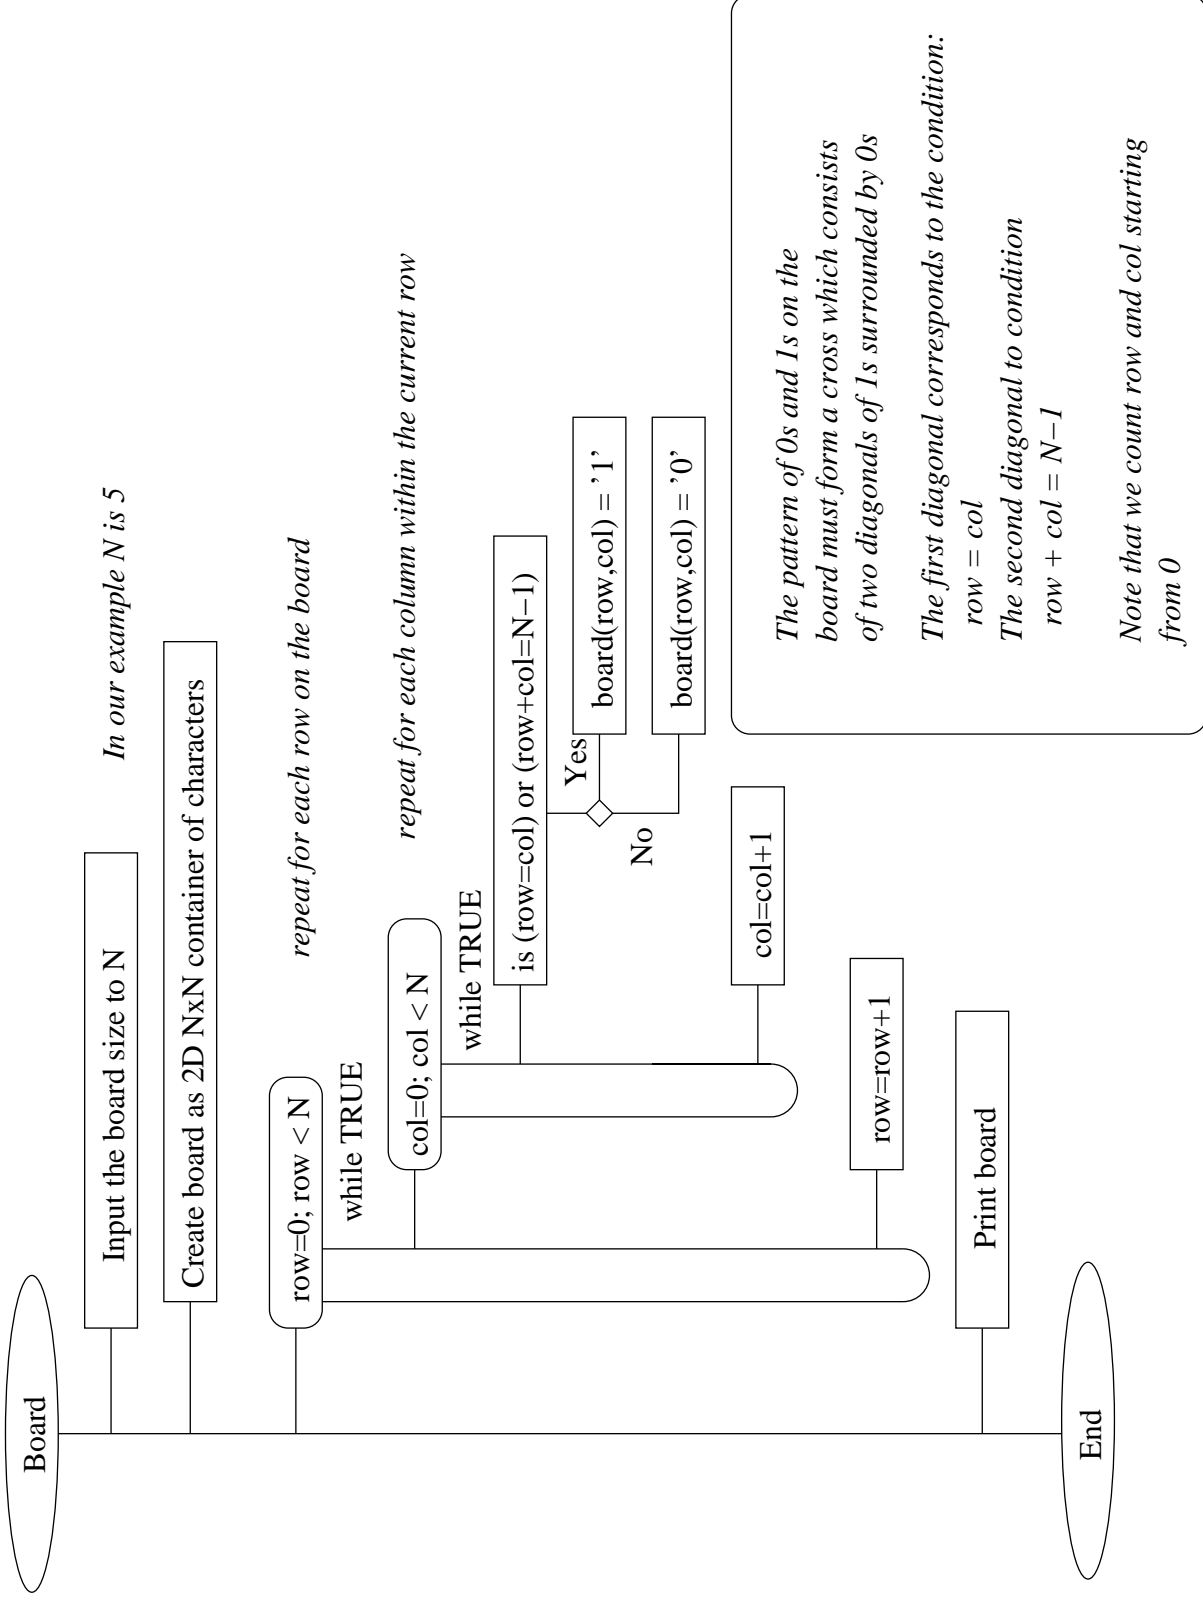 Board
Input the board size to N
In our example N is 5
Create board as 2D NxN container of characters
row=0; row < N
repeat for each row on the board
while TRUE
col=0; col < N
repeat for each column within the current row
while TRUE
is (row=col) or (row+col=N−1)
Yes
board(row,col) = ’1’
No
board(row,col) = ’0’
col=col+1
row=row+1
Print board
End
The pattern of 0s and 1s on the
board must form a cross which consists
of two diagonals of 1s surrounded by 0s
The first diagonal corresponds to the condition:
row = col
The second diagonal to condition
row + col = N−1
Note that we count row and col starting
from 0